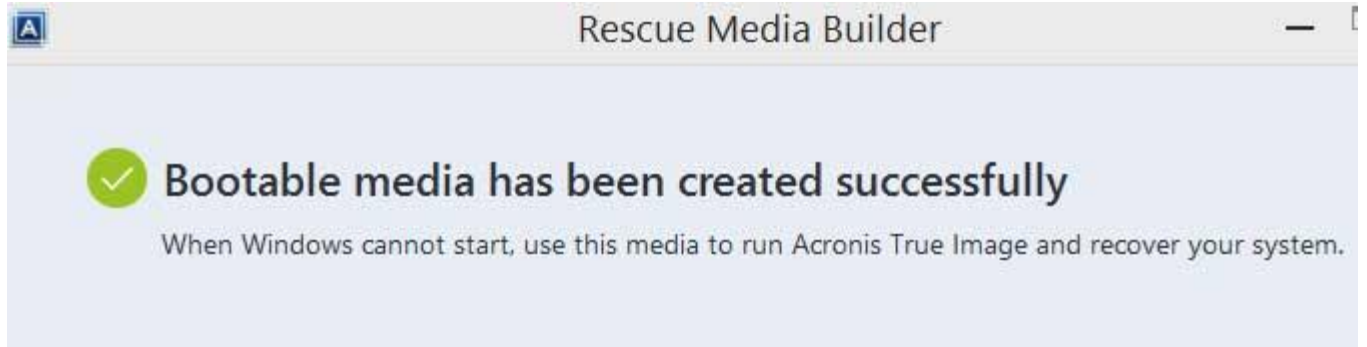 A
Rescue Media Builder
Bootable media has been created successfully
When Windows cannot start, use this media to run Acronis True Image and recover your system.